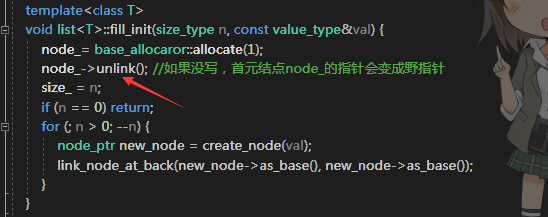 template<class T>
void list<T>::fill_init(size_type n, const value_type&val) {
node_= base_allocaror::allocate(1);
node_->unlink(); //如果没写，首元结点node_的指针会变成野指针
size_ = n;
if (n == 0) return;
for (; n > 0; --n) {
node_ptr new_node = create_node(val);
link_node_at_back(new_node->as_base(), new_node->as_base());
}
}